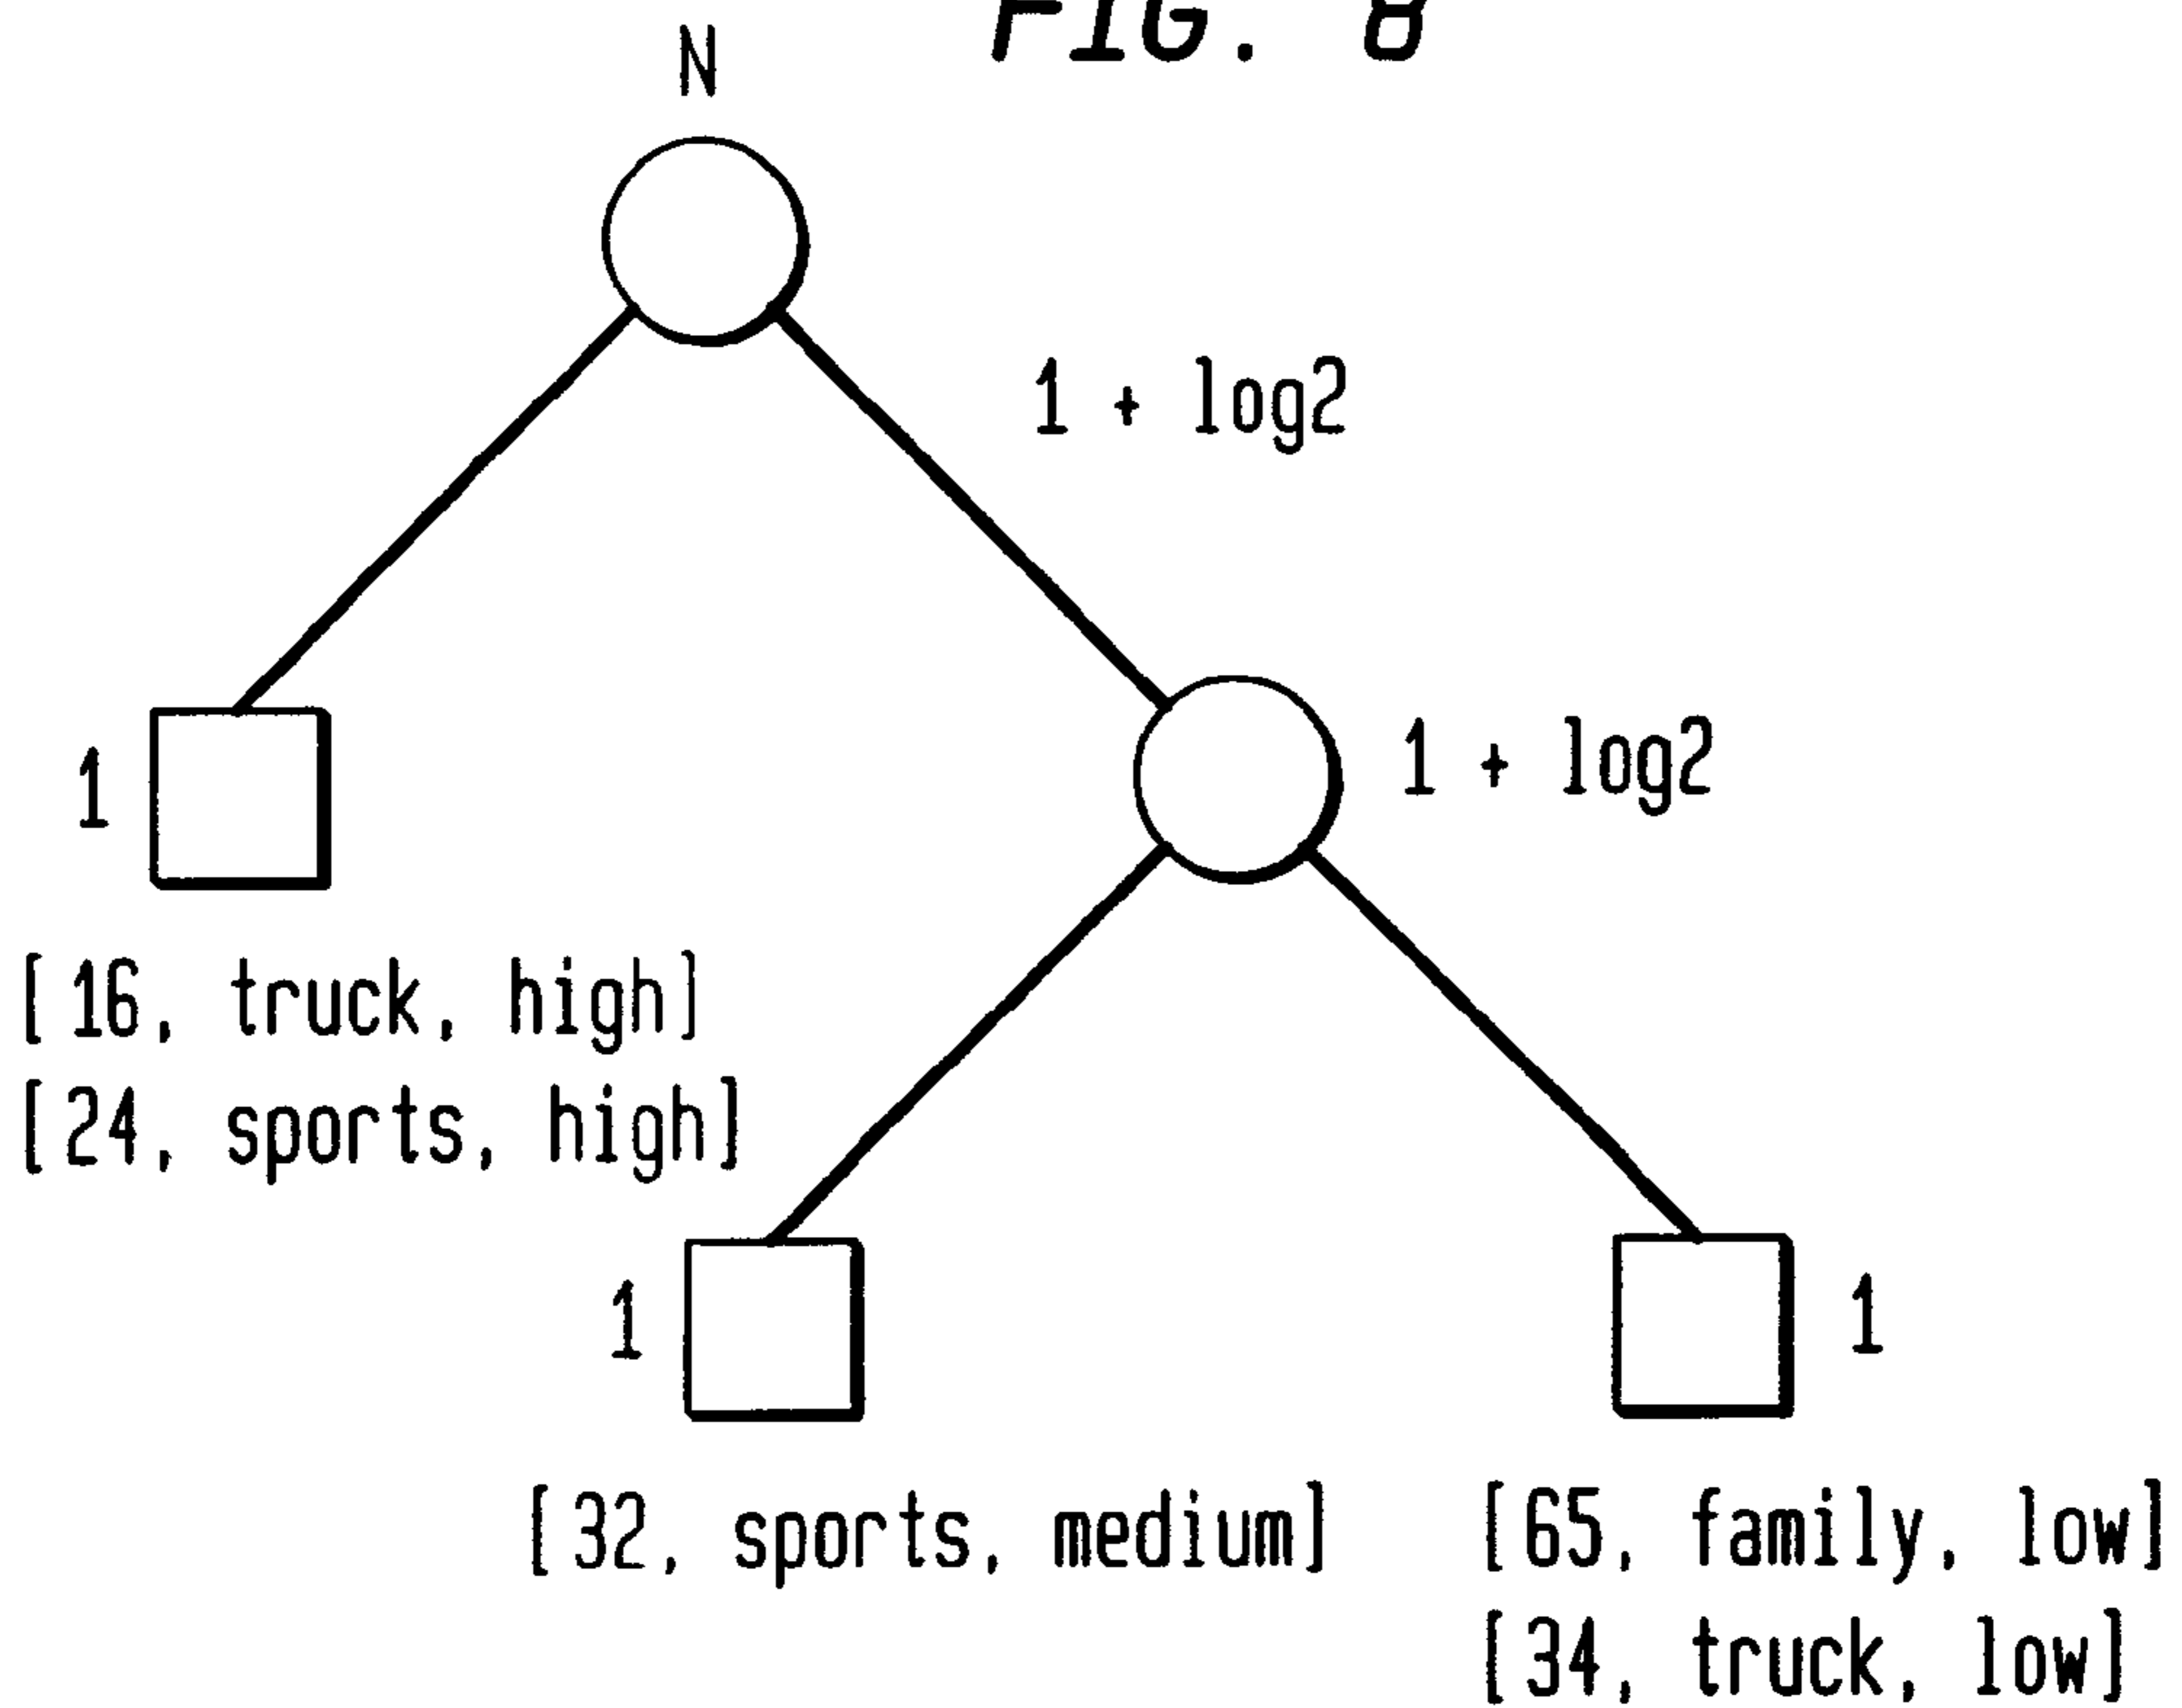 FIG. 8
N
1 + log2
1 + log2
1
[16, truck, high]
[24, sports, high]
1
1
[32, sports, medium]
[65, family, low]
[34, truck, low]